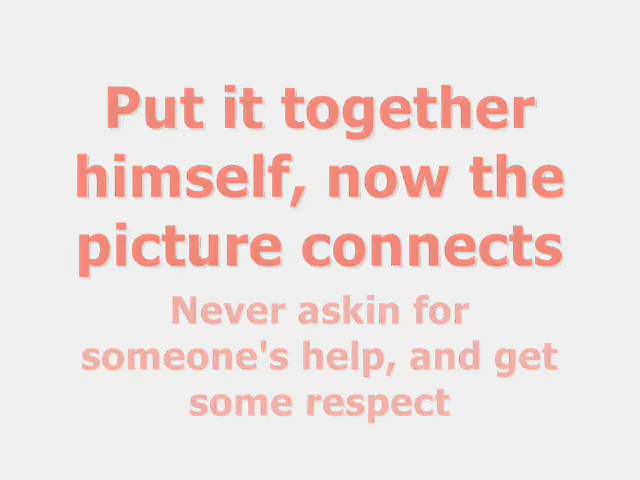 Put it together
himself, now the
picture connects
Never askin for
someone's help, and get
some respect